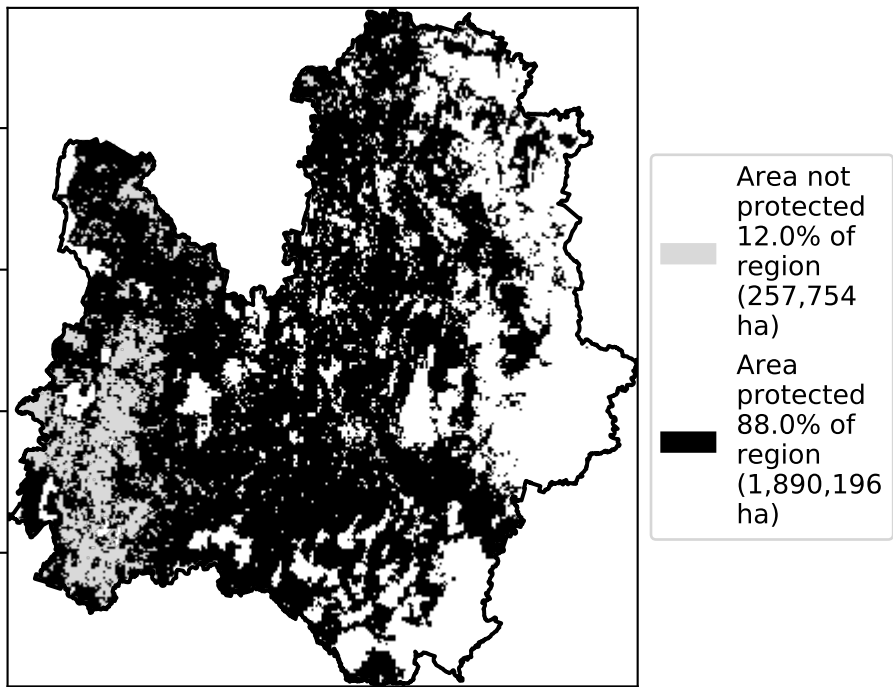 Area not
protected
12.0% of
region
(257,754
ha)
Area
protected
88.0% of
region
(1,890,196
ha)